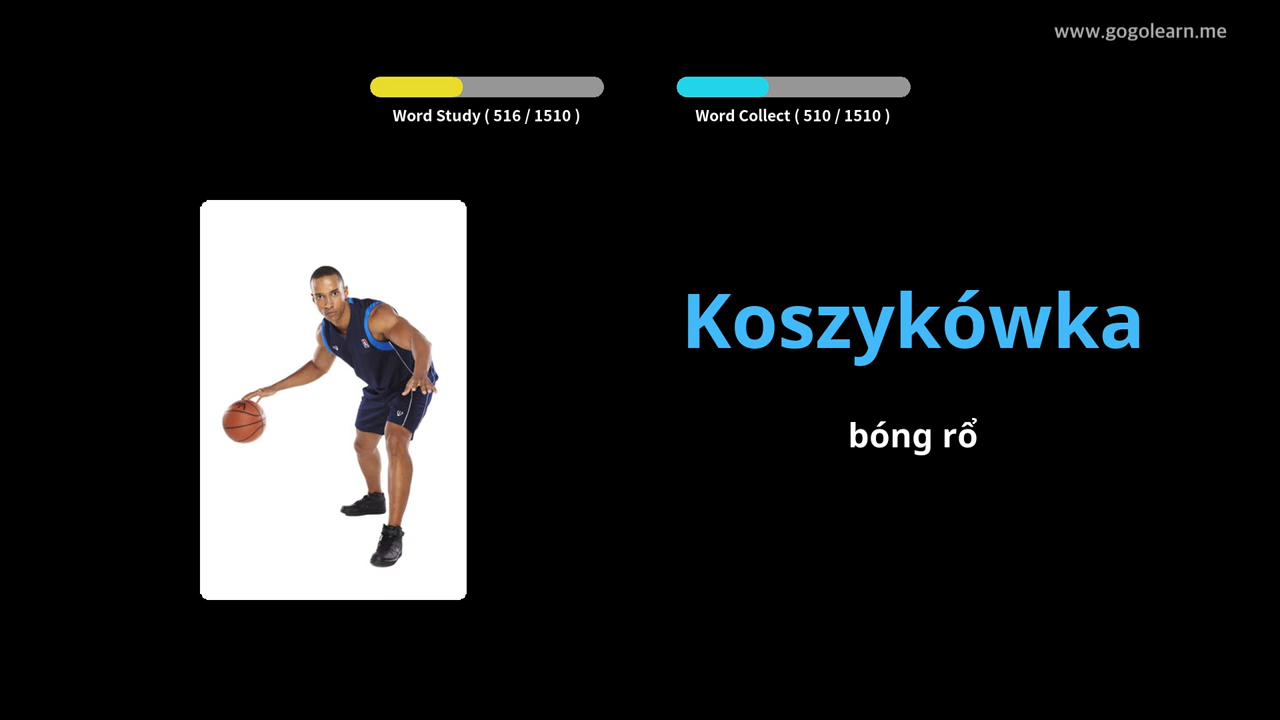 www.gogolearn.me
Word Study ( 516 / 1510 )
Word Collect ( 510 / 1510 )
Koszykówka
bóng rổ